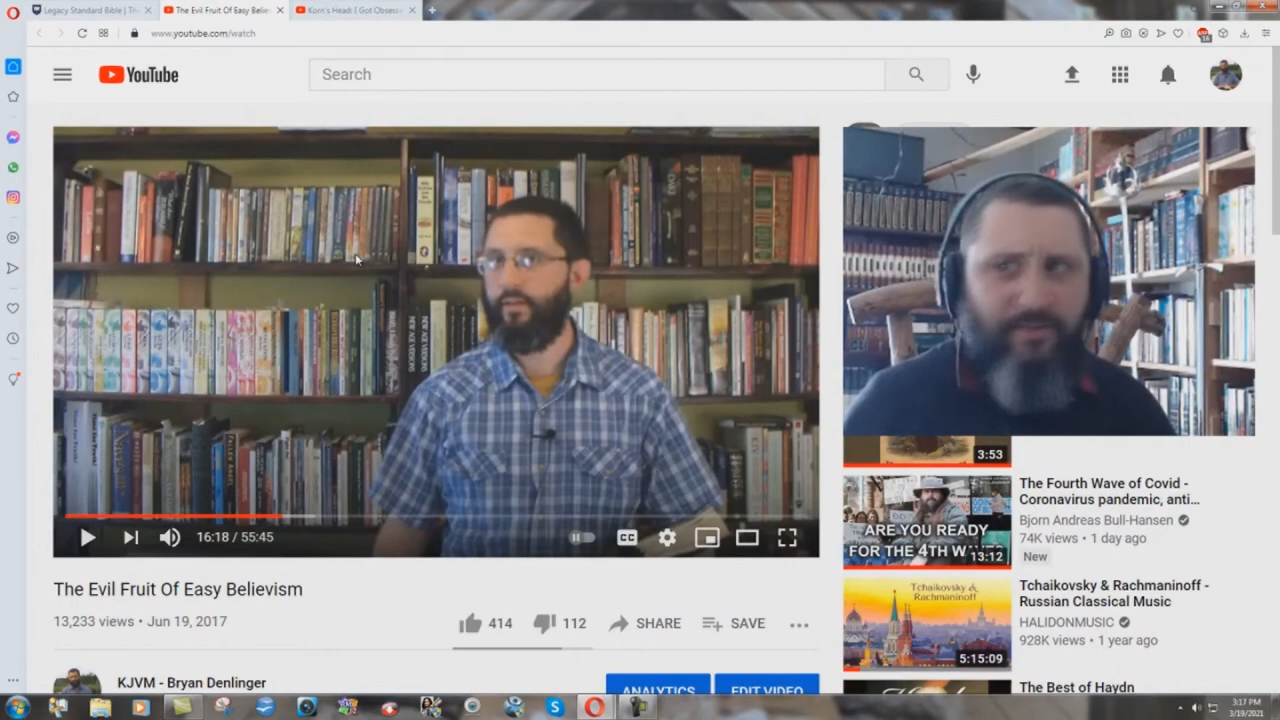 Legacy Standard Bible | Th
The Evil Fruit Of Easy Believ
Korn's Head: I Got Obsess
www.youtube.com/watch
YouTube
Search
16:18 / 55:45
CC
The Evil Fruit Of Easy Believism
13,233 views • Jun 19, 2017
414
112
SHARE
SAVE
KJVM - Bryan Denlinger
ANALYTICS
EDIT VIDEO
3:53
ARE YOU READY
FOR THE 4TH WAVE
13:12
The Fourth Wave of Covid -
Coronavirus pandemic, anti...
Bjorn Andreas Bull-Hansen
74K views • 1 day ago
New
Tchaikovsky &
Rachmaninoff
5:15:09
Tchaikovsky & Rachmaninoff -
Russian Classical Music
HALIDONMUSIC
928K views • 1 year ago
The Best of Haydn
3:17 PM
3/19/2021